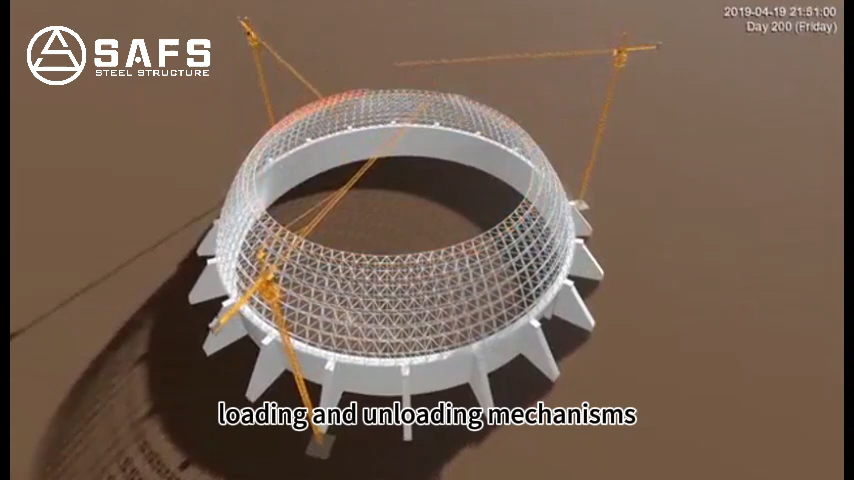 SAFS
STEEL STRUCTURE
2019-04-19 21:51:00
Day 200 (Friday)
loading and unloading mechanisms